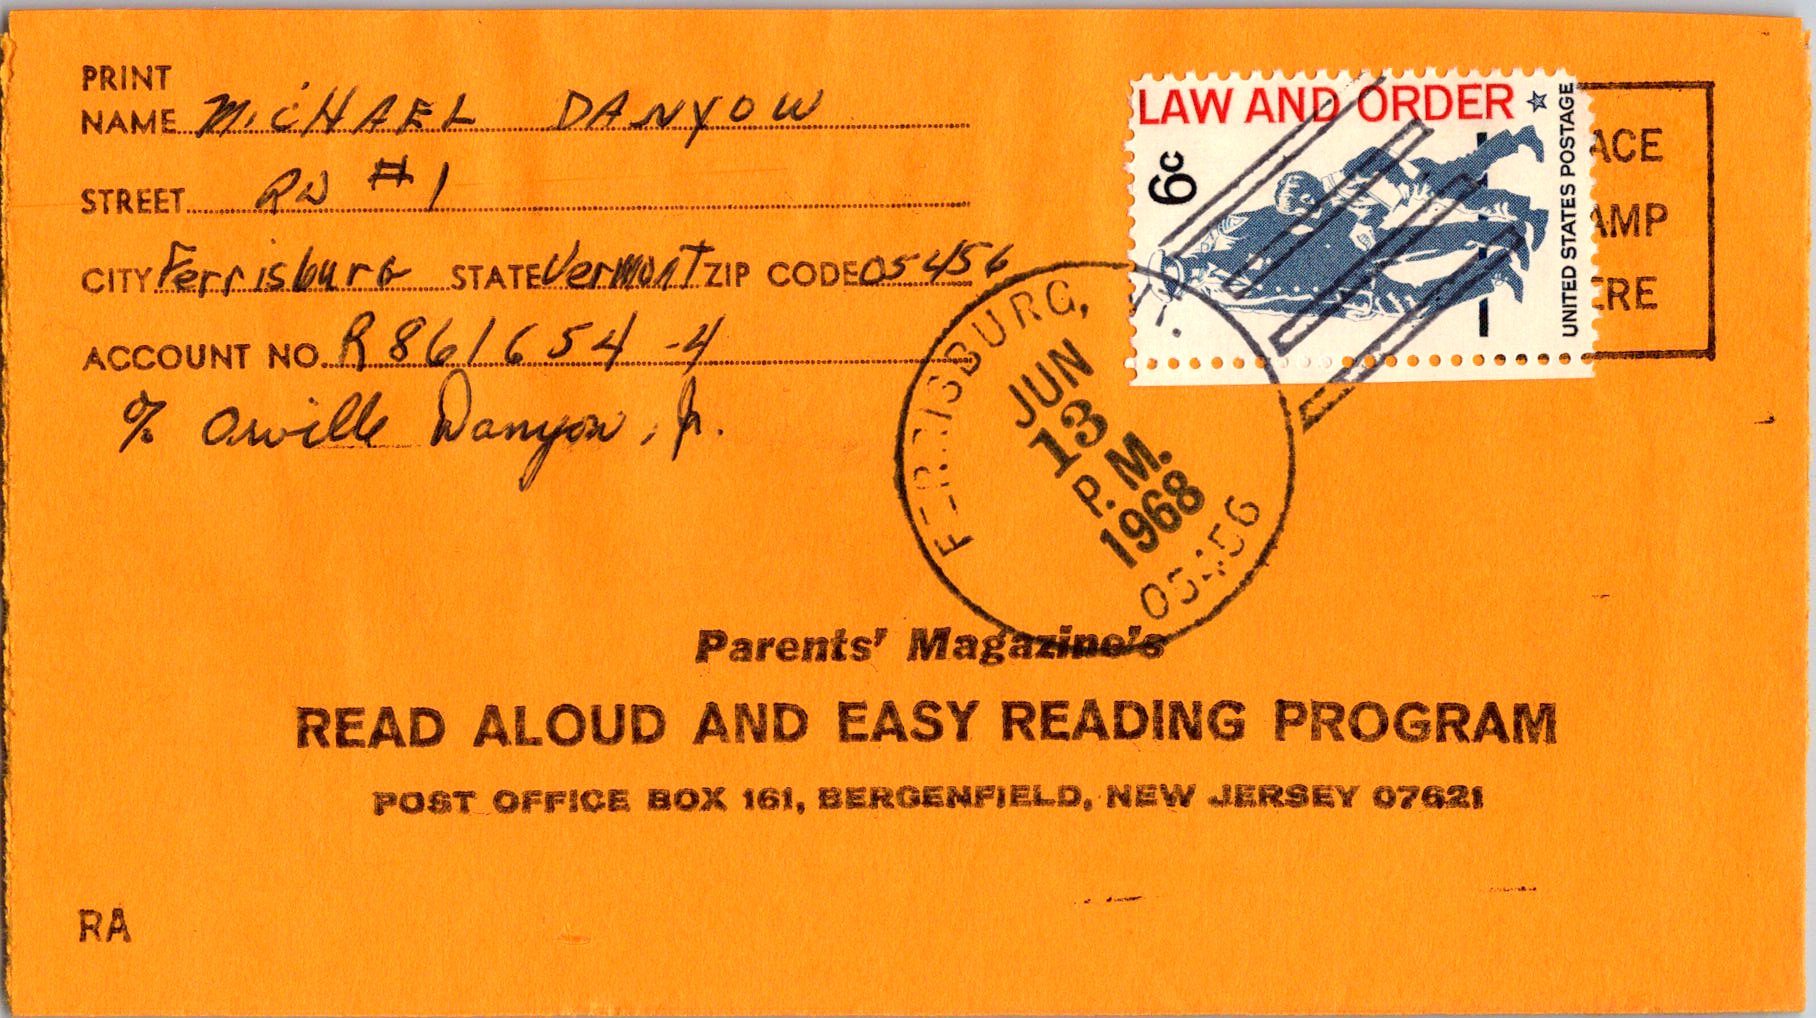 PRINT
NAME MiCHAEL DANYOW
STREET RD #1
CITY Ferrisburg STATE Vermont ZIP CODE 05456
ACCOUNT NO. R861654-4
% Orville Danyow, Jr.
LAW AND ORDER
6c
UNITED STATES POSTAGE
ACE
AMP
ERE
FERRISBURG,
JUN
13
P. M.
1968
05456
Parents' Magazine's
READ ALOUD AND EASY READING PROGRAM
POST OFFICE BOX 161, BERGENFIELD, NEW JERSEY 07621
RA